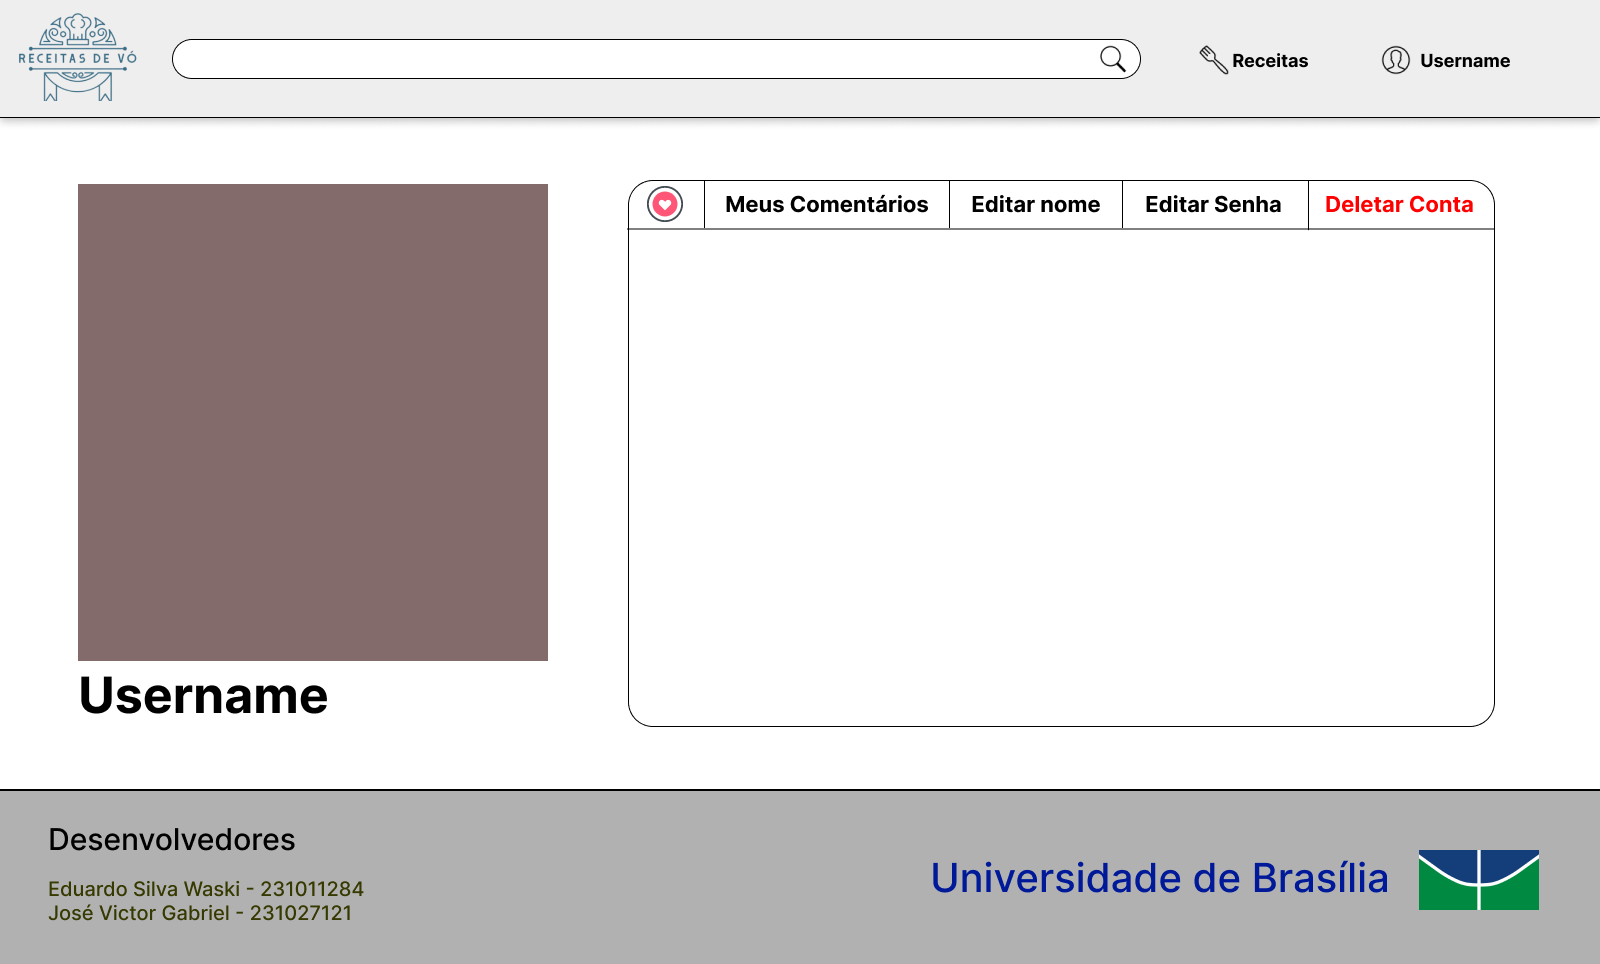 RECEITAS DE VÓ
Receitas
Username
Meus Comentários
Editar nome
Editar Senha
Deletar Conta
Username
Desenvolvedores
Eduardo Silva Waski - 231011284
José Victor Gabriel - 231027121
Universidade de Brasília